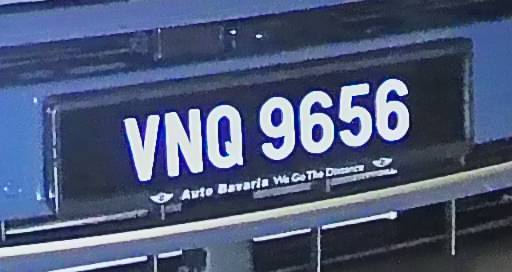 VNQ 9656
Auto Bavaria We Go The Distance